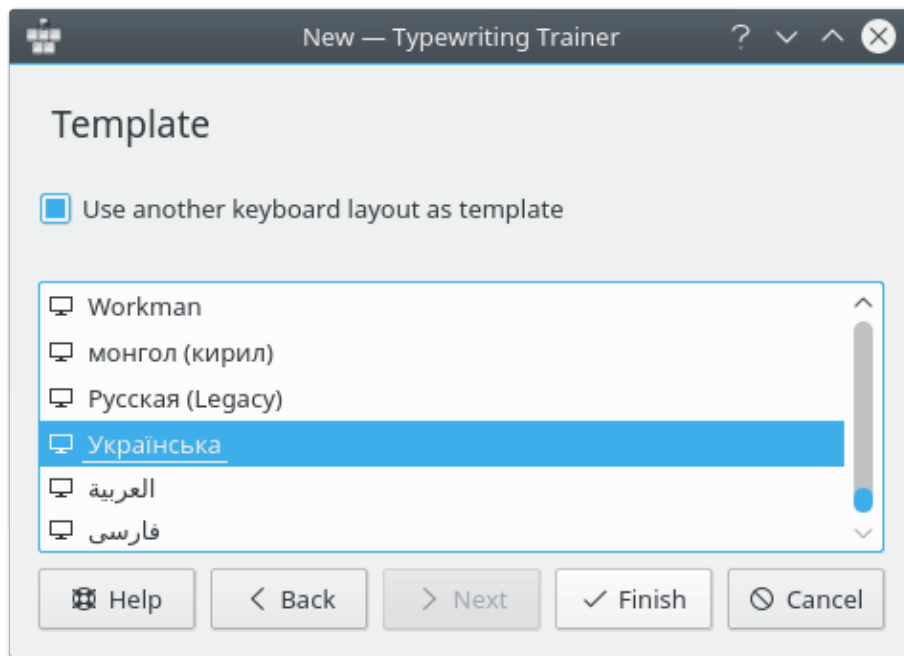 New — Typewriting Trainer
Template
Use another keyboard layout as template
Workman
монгол (кирил)
Русская (Legacy)
Українська
العربية
فارسی
Help Back Next Finish Cancel